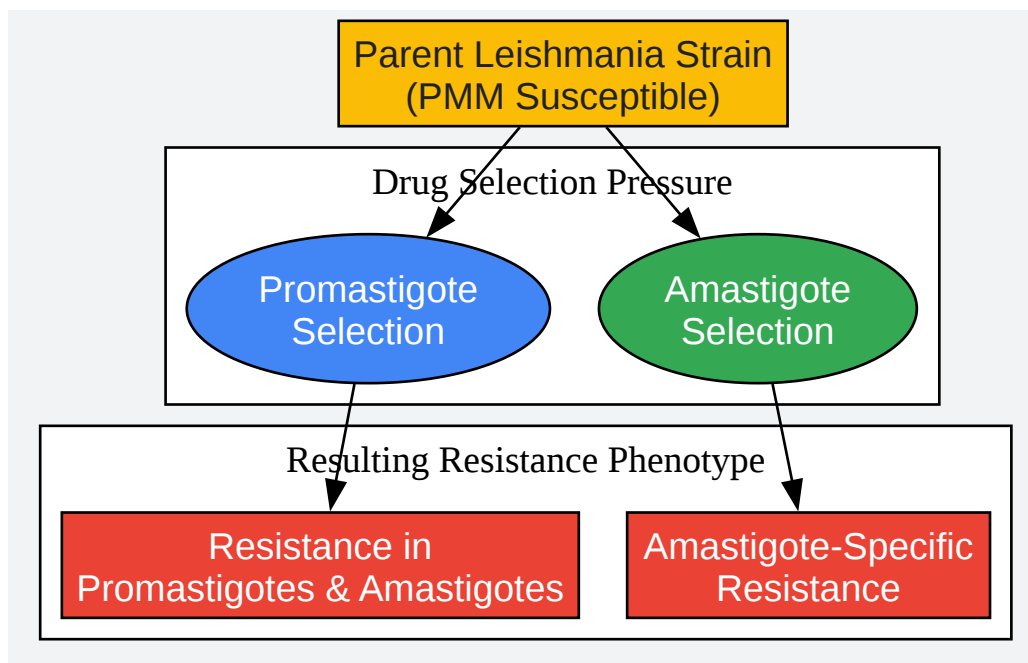 Parent Leishmania Strain
(PMM Susceptible)
Drug Selection Pressure
Promastigote
Selection
Amastigote
Selection
Resulting Resistance Phenotype
Resistance in
Promastigotes & Amastigotes
Amastigote-Specific
Resistance